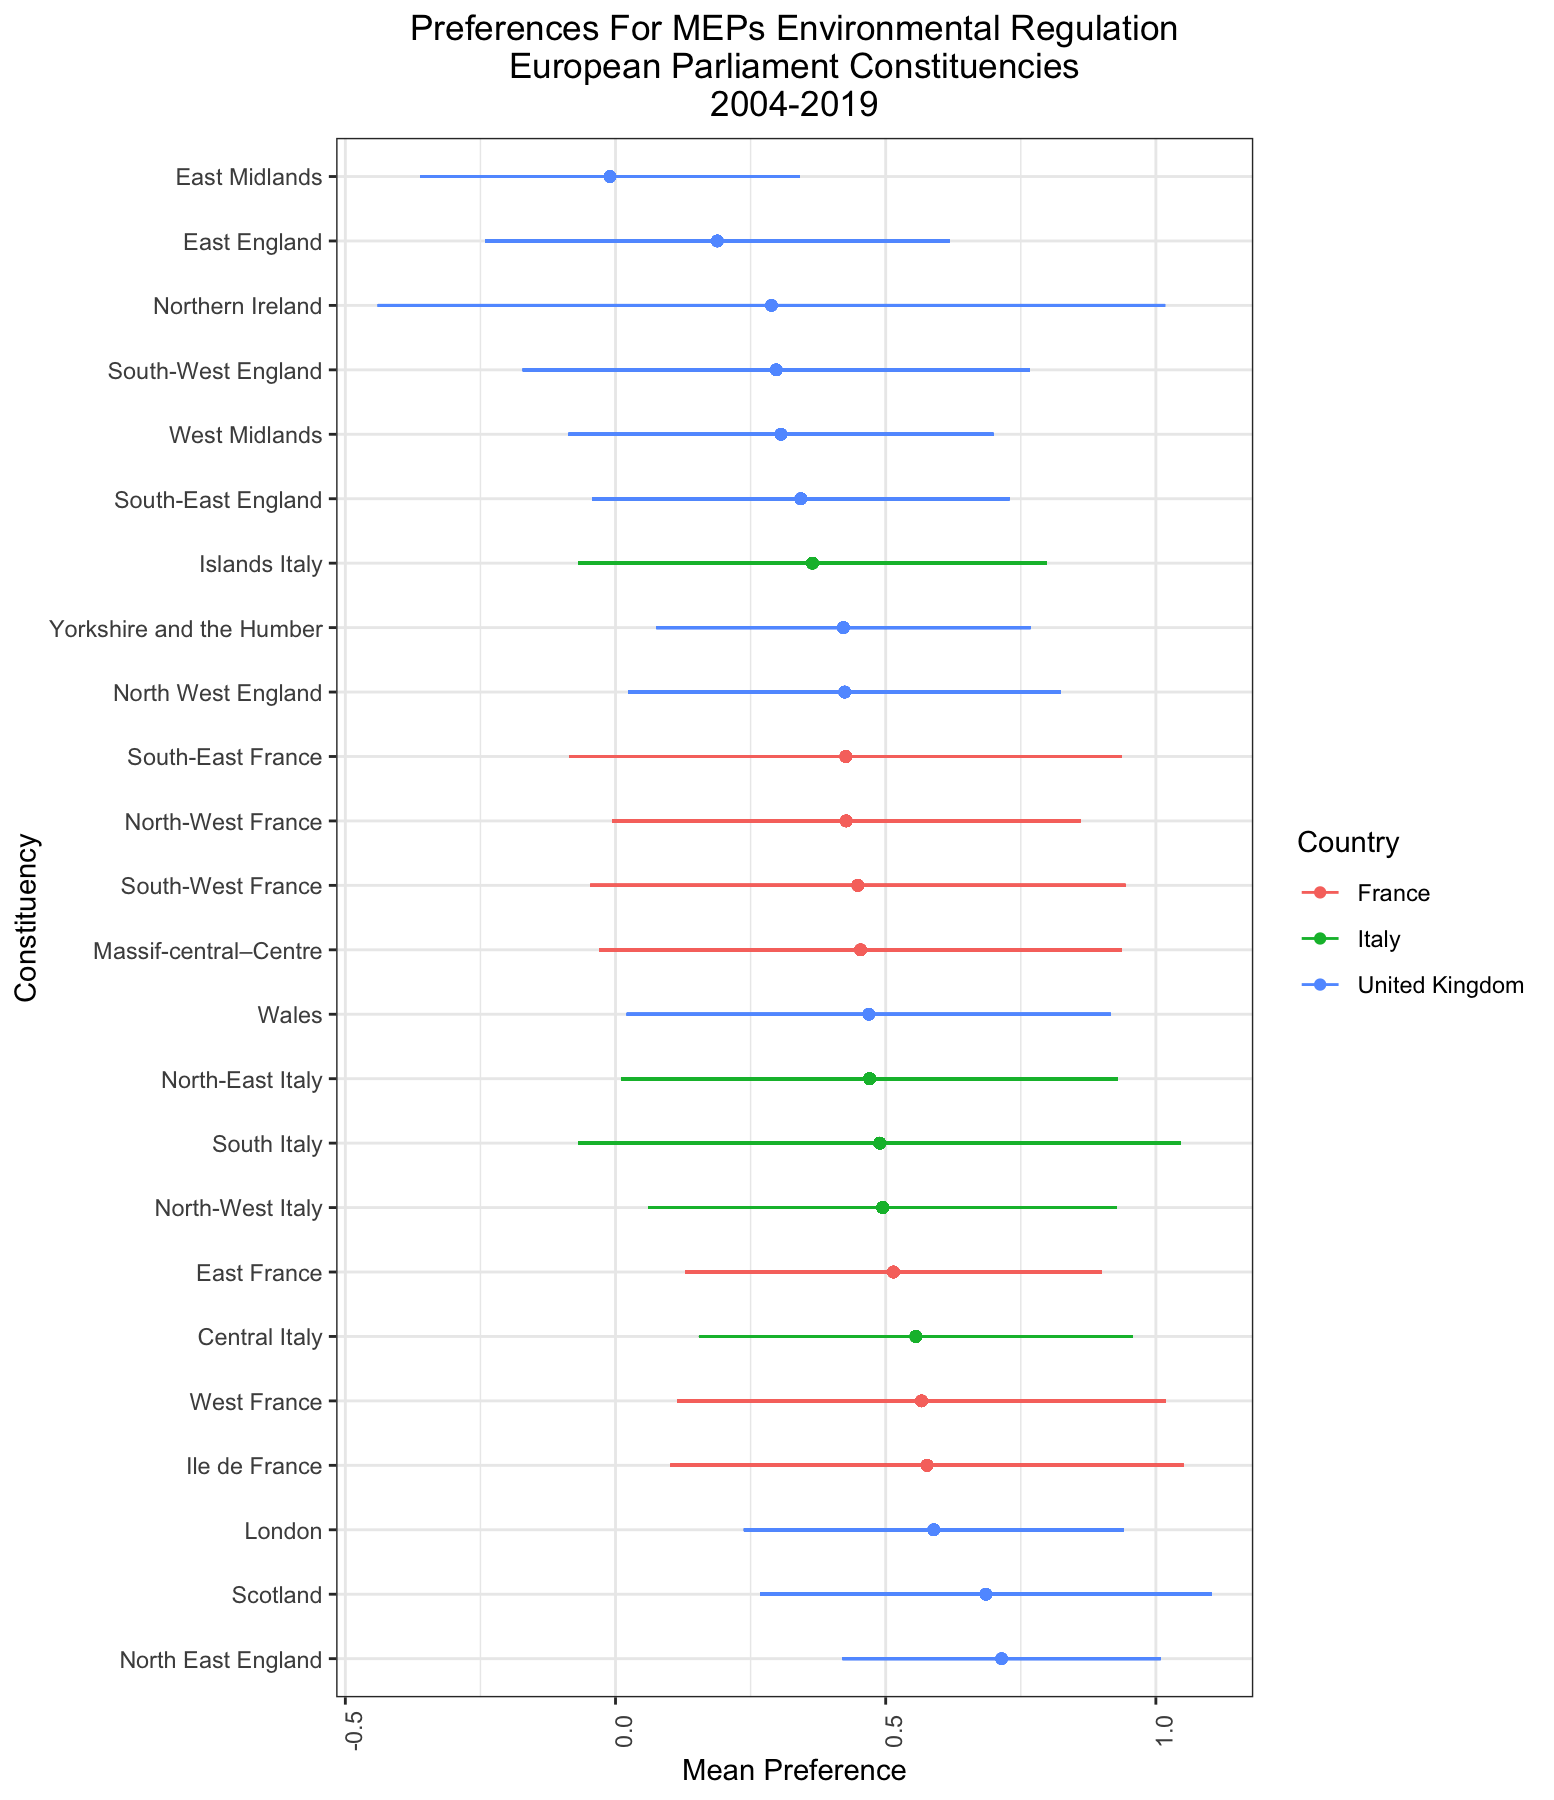 Preferences For MEPs Environmental Regulation
European Parliament Constituencies
2004-2019
Constituency
East Midlands
East England
Northern Ireland
South-West England
West Midlands
South-East England
Islands Italy
Yorkshire and the Humber
North West England
South-East France
North-West France
South-West France
Massif-central–Centre
Wales
North-East Italy
South Italy
North-West Italy
East France
Central Italy
West France
Ile de France
London
Scotland
North East England
-0.5
0.0
0.5
1.0
Mean Preference
Country
France
Italy
United Kingdom